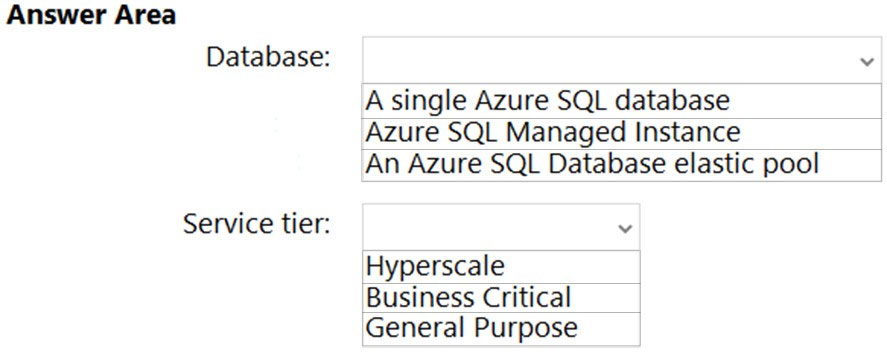 Answer Area
Database:
A single Azure SQL database
Azure SQL Managed Instance
An Azure SQL Database elastic pool
Service tier:
Hyperscale
Business Critical
General Purpose